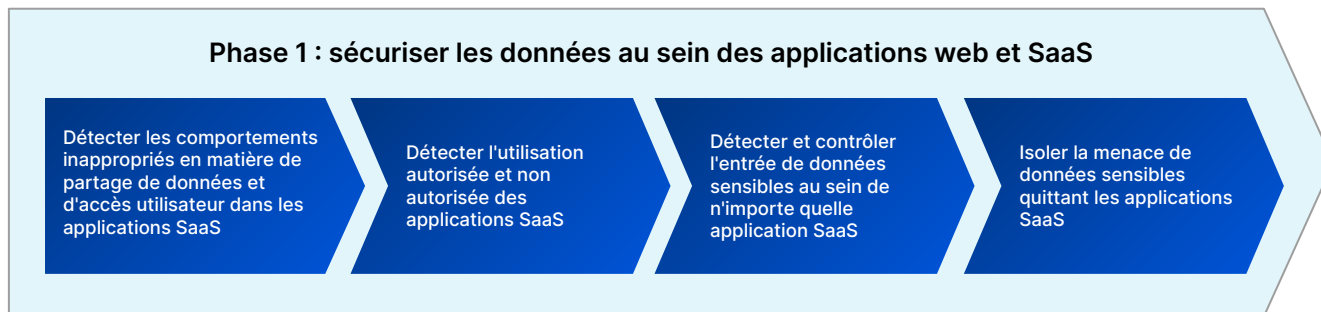 Phase 1 : sécuriser les données au sein des applications web et SaaS
Détecter les comportements
inappropriés en matière de
partage de données et
d'accès utilisateur dans les
applications SaaS
Détecter l'utilisation
autorisée et non
autorisée des
applications SaaS
Détecter et contrôler
l'entrée de données
sensibles au sein de
n'importe quelle
application SaaS
Isoler la menace de
données sensibles
quittant les applications
SaaS